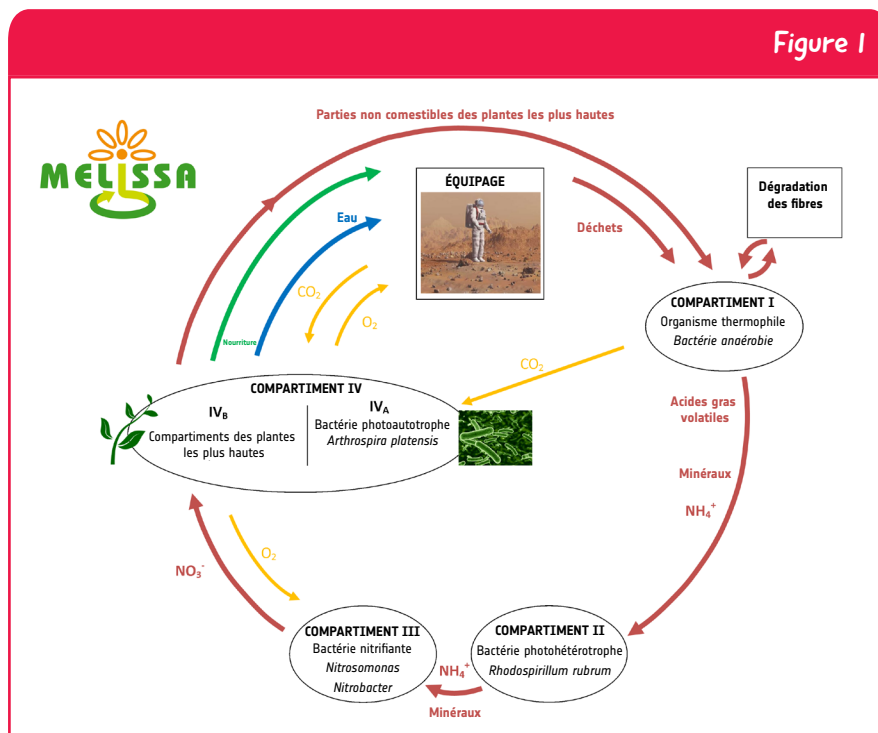 Figure 1
Parties non comestibles des plantes les plus hautes
MELISSA
ÉQUIPAGE
Dégradation
des fibres
Eau
Déchets
CO₂
O₂
Nourriture
COMPARTIMENT I
Organisme thermophile
Bactérie anaérobie
CO₂
COMPARTIMENT IV
IV_B
Compartiments des plantes
les plus hautes
IV_A
Bactérie photoautotrophe
Arthrospira platensis
Acides gras
volatiles
Minéraux
NH₄⁺
O₂
NO₃⁻
COMPARTIMENT III
Bactérie nitrifiante
Nitrosomonas
Nitrobacter
NH₄⁺
Minéraux
COMPARTIMENT II
Bactérie photohétérotrophe
Rhodospirillum rubrum